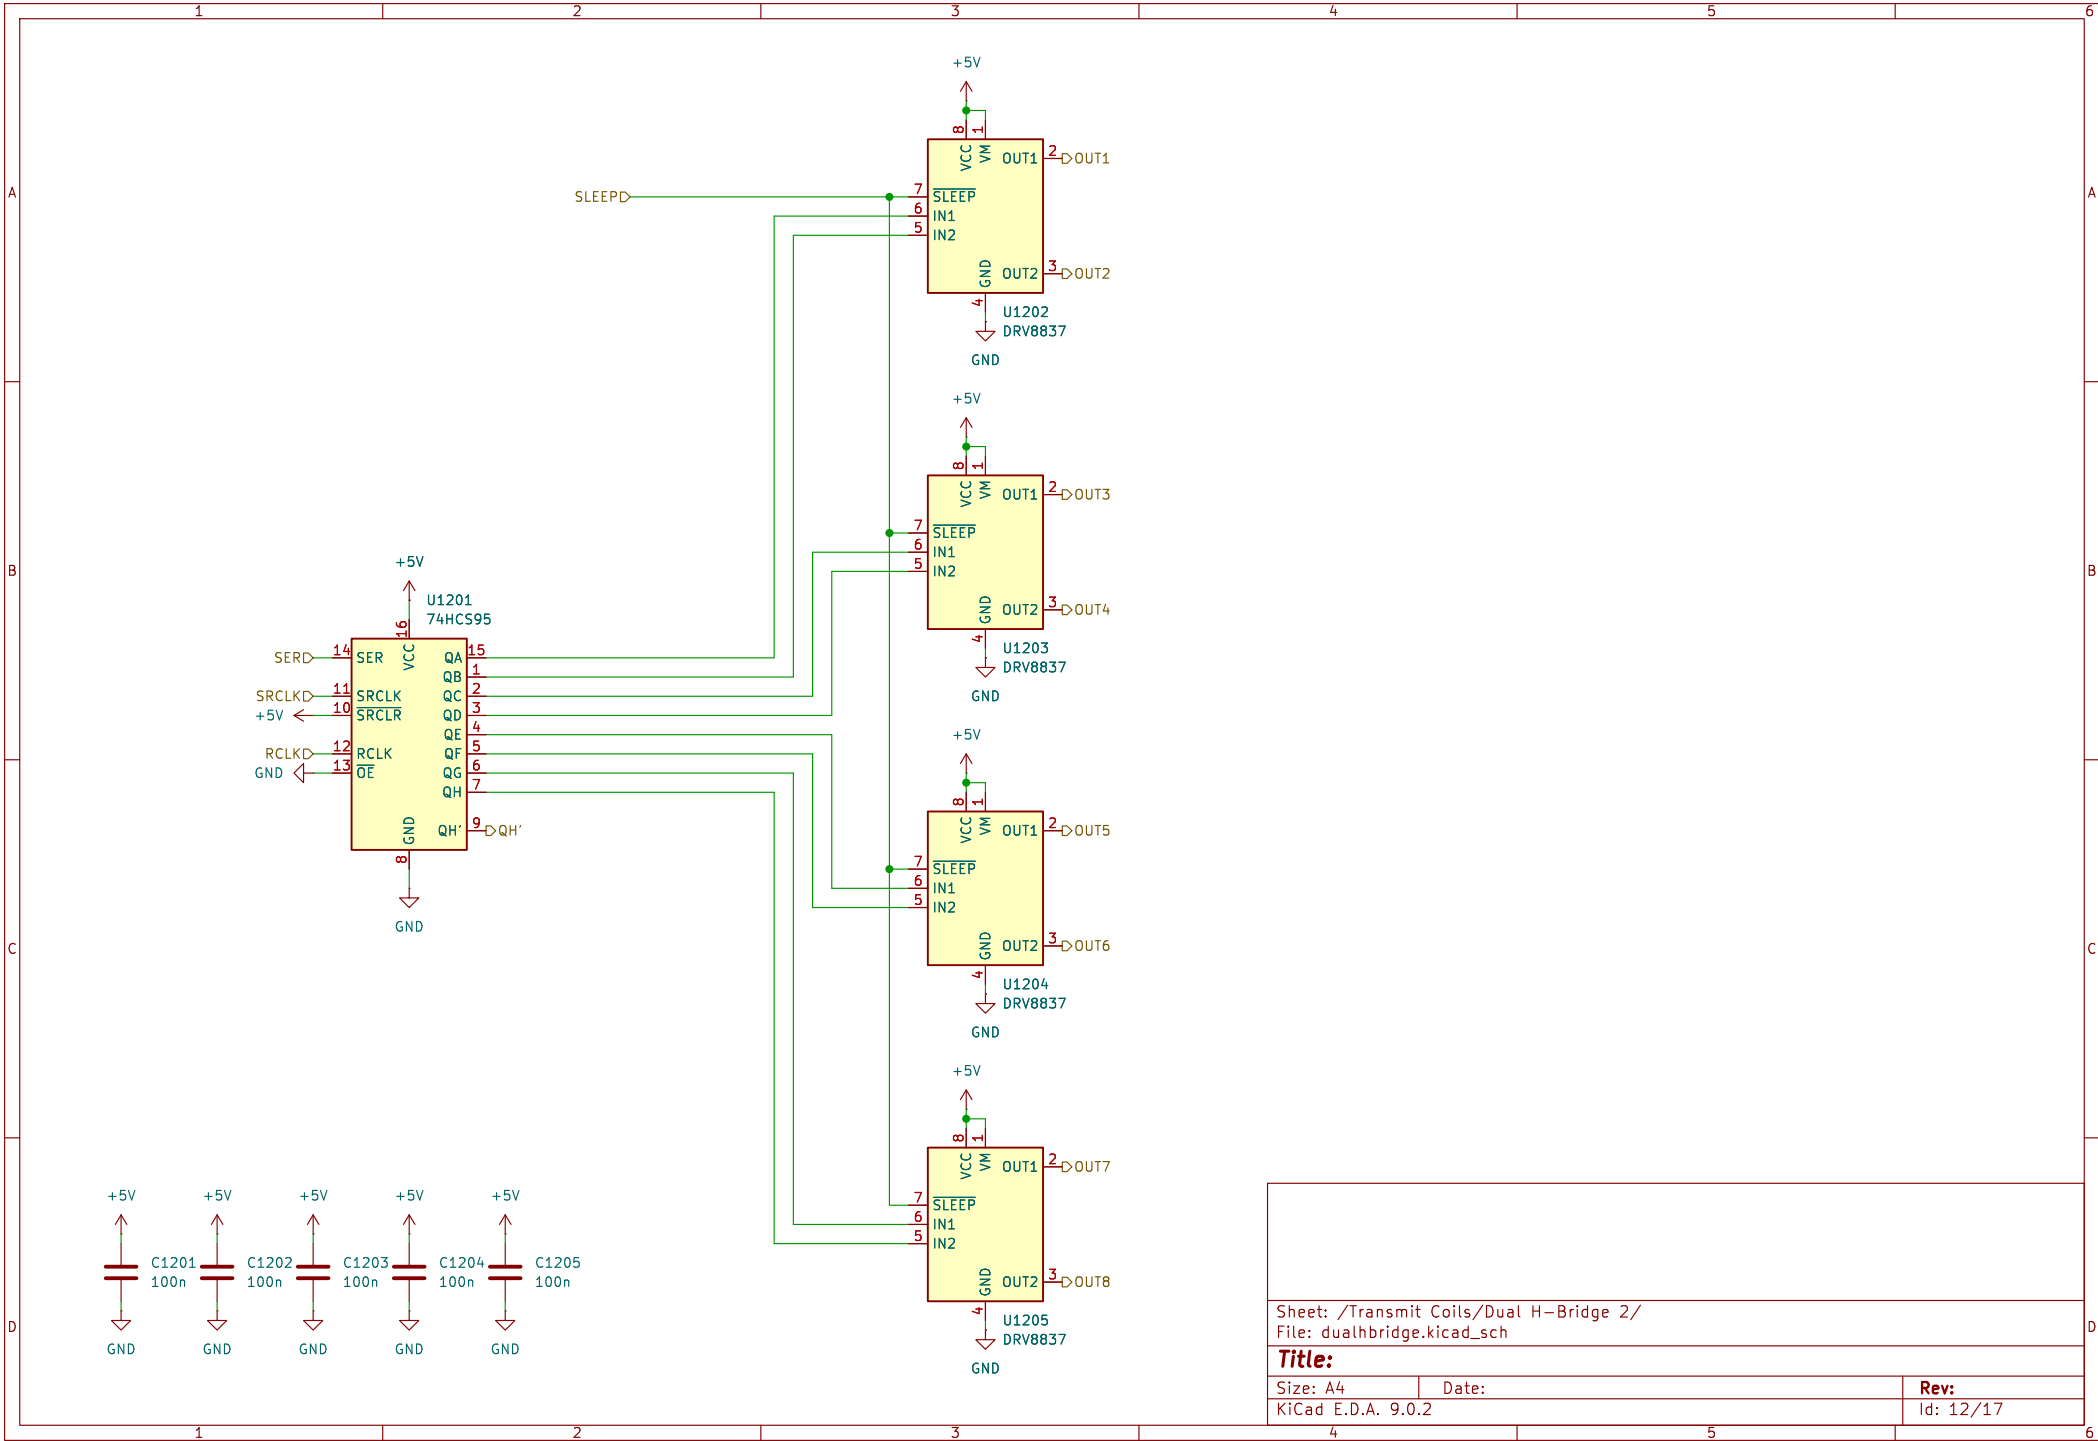 1 2 3 4 5 6
A
B
C
D
A
B
C
D
1 2 3 4 5 6
+5V
8 1
VCC VM
OUT1 2 OUT1
SLEEP
7 SLEEP
6 IN1
5 IN2
GND
OUT2 3 OUT2
4
U1202
DRV8837
GND
+5V
8 1
VCC VM
OUT1 2 OUT3
7 SLEEP
6 IN1
5 IN2
GND
OUT2 3 OUT4
4
U1203
DRV8837
GND
+5V
U1201
74HCS95
16
VCC
SER 14 SER
SRCLK 11 SRCLK
+5V 10 SRCLR
RCLK 12 RCLK
GND 13 OE
QA 15
QB 1
QC 2
QD 3
QE 4
QF 5
QG 6
QH 7
QH' 9 QH'
GND
8
GND
+5V
8 1
VCC VM
OUT1 2 OUT5
7 SLEEP
6 IN1
5 IN2
GND
OUT2 3 OUT6
4
U1204
DRV8837
GND
+5V
8 1
VCC VM
OUT1 2 OUT7
7 SLEEP
6 IN1
5 IN2
GND
OUT2 3 OUT8
4
U1205
DRV8837
GND
+5V +5V +5V +5V +5V
C1201 C1202 C1203 C1204 C1205
100n 100n 100n 100n 100n
GND GND GND GND GND
Sheet: /Transmit Coils/Dual H-Bridge 2/
File: dualhbridge.kicad_sch
Title:
Size: A4 Date: Rev:
KiCad E.D.A. 9.0.2 Id: 12/17